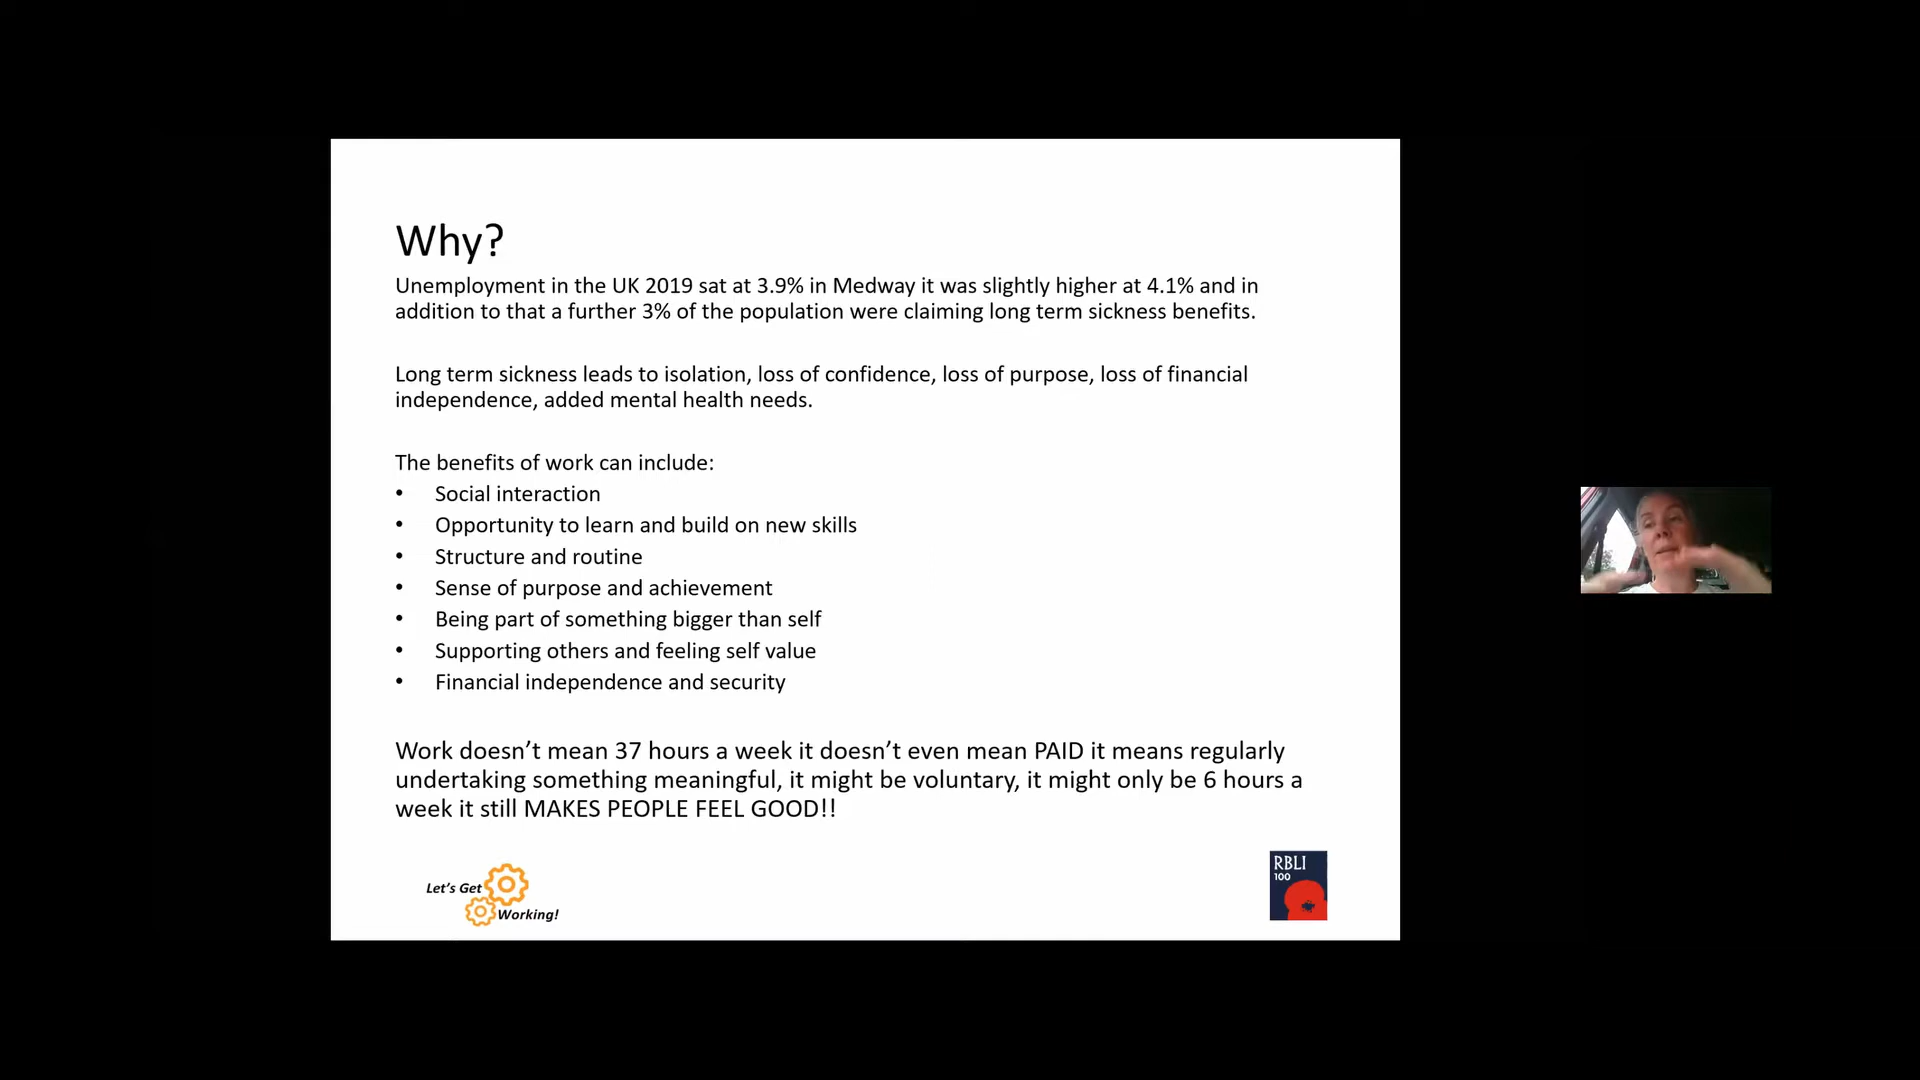 Why?
Unemployment in the UK 2019 sat at 3.9% in Medway it was slightly higher at 4.1% and in
addition to that a further 3% of the population were claiming long term sickness benefits.
Long term sickness leads to isolation, loss of confidence, loss of purpose, loss of financial
independence, added mental health needs.
The benefits of work can include:
• Social interaction
• Opportunity to learn and build on new skills
• Structure and routine
• Sense of purpose and achievement
• Being part of something bigger than self
• Supporting others and feeling self value
• Financial independence and security
Work doesn’t mean 37 hours a week it doesn’t even mean PAID it means regularly
undertaking something meaningful, it might be voluntary, it might only be 6 hours a
week it still MAKES PEOPLE FEEL GOOD!!
Let’s Get
Working!
RBLI
100